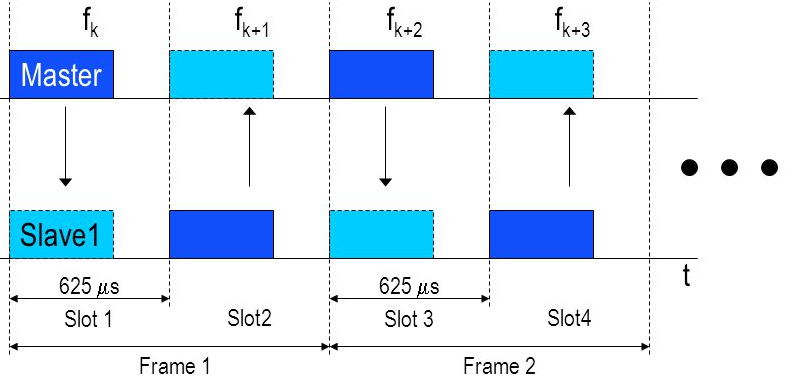 fk fk+1 fk+2 fk+3
Master
Slave1
t
625 μs 625 μs
Slot 1 Slot2 Slot 3 Slot4
Frame 1 Frame 2